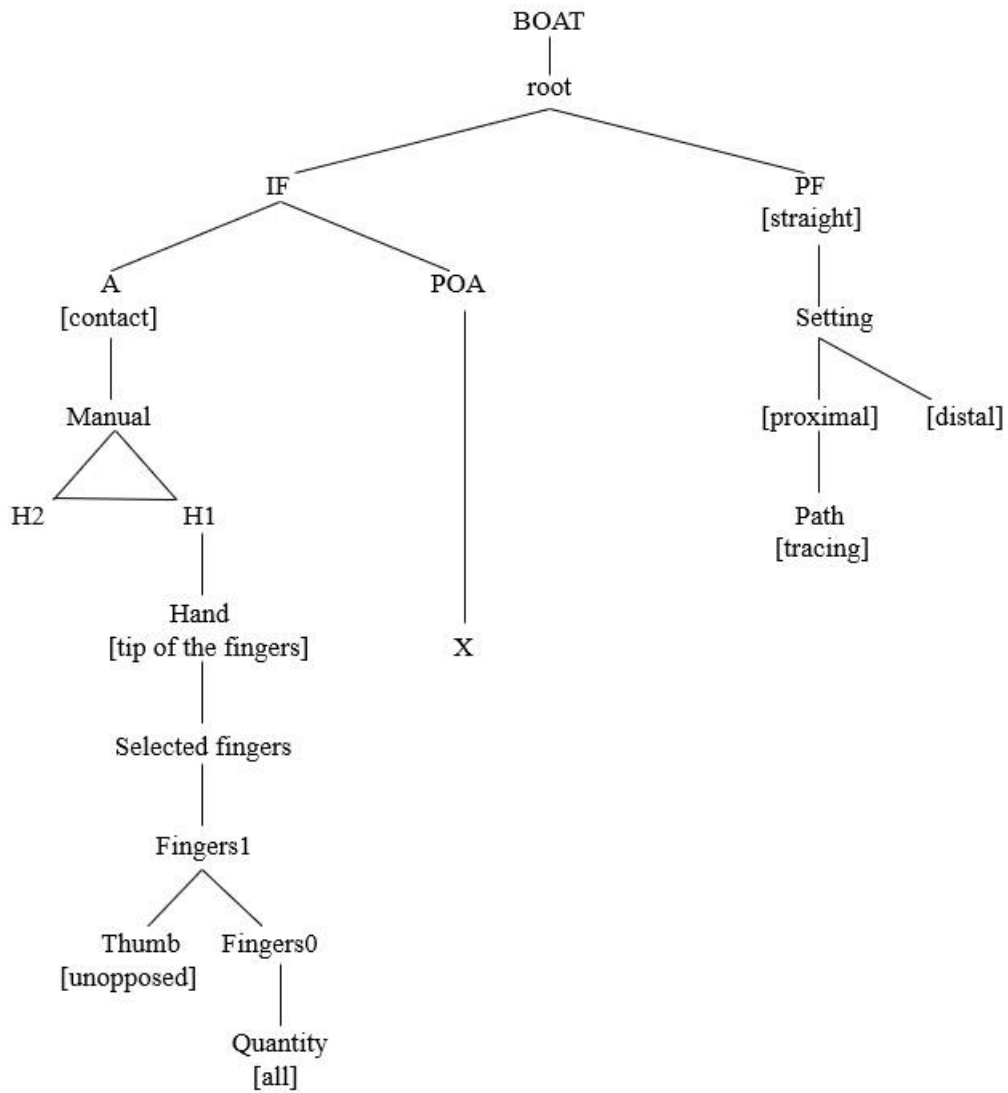 BOAT
root
IF
PF
[straight]
A
[contact]
POA
Setting
Manual
[proximal]
[distal]
H2
H1
Path
[tracing]
Hand
[tip of the fingers]
X
Selected fingers
Fingers1
Thumb
[unopposed]
Fingers0
Quantity
[all]